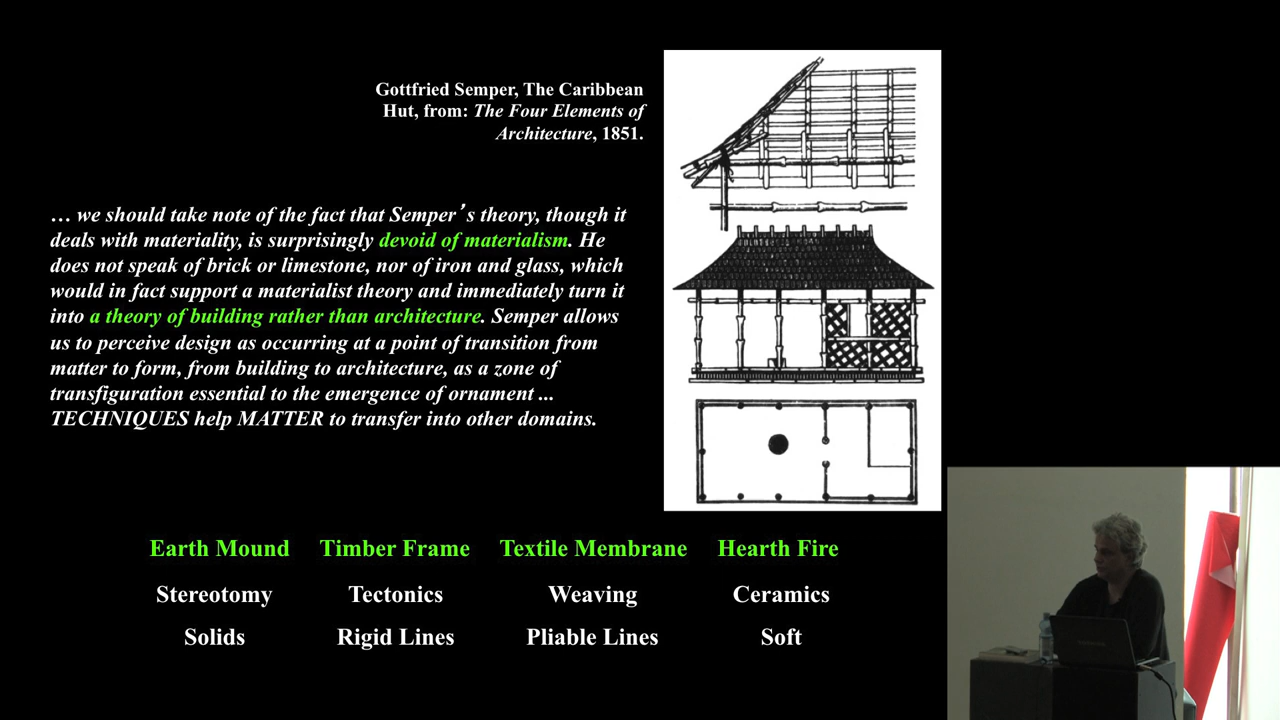 Gottfried Semper, The Caribbean
Hut, from: The Four Elements of
Architecture, 1851.
… we should take note of the fact that Semper’s theory, though it
deals with materiality, is surprisingly devoid of materialism. He
does not speak of brick or limestone, nor of iron and glass, which
would in fact support a materialist theory and immediately turn it
into a theory of building rather than architecture. Semper allows
us to perceive design as occurring at a point of transition from
matter to form, from building to architecture, as a zone of
transfiguration essential to the emergence of ornament ...
TECHNIQUES help MATTER to transfer into other domains.
Earth Mound Timber Frame Textile Membrane Hearth Fire
Stereotomy Tectonics Weaving Ceramics
Solids Rigid Lines Pliable Lines Soft